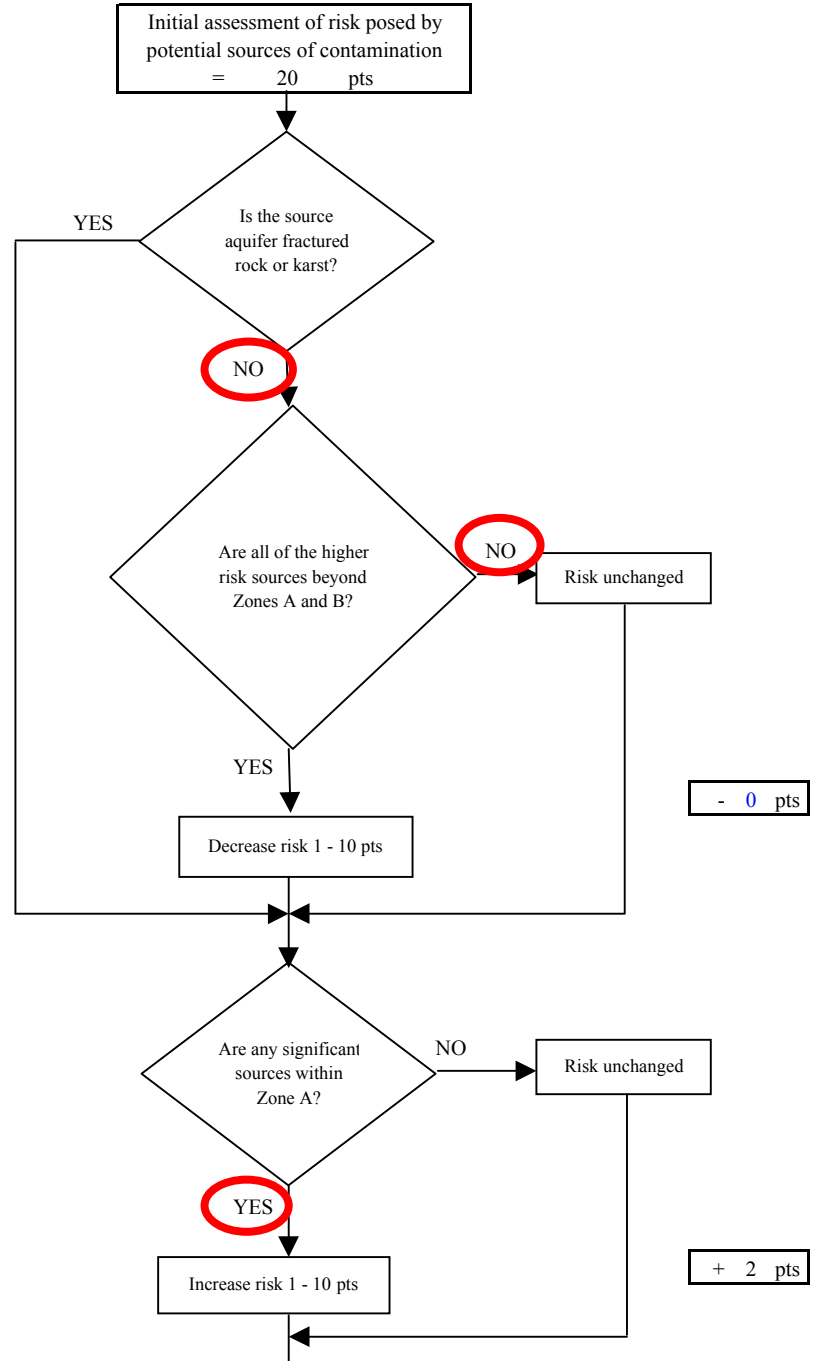 Initial assessment of risk posed by
potential sources of contamination
= 20 pts
YES
Is the source
aquifer fractured
rock or karst?
NO
Are all of the higher
risk sources beyond
Zones A and B?
NO
Risk unchanged
YES
- 0 pts
Decrease risk 1 - 10 pts
Are any significant
sources within
Zone A?
NO
Risk unchanged
YES
+ 2 pts
Increase risk 1 - 10 pts